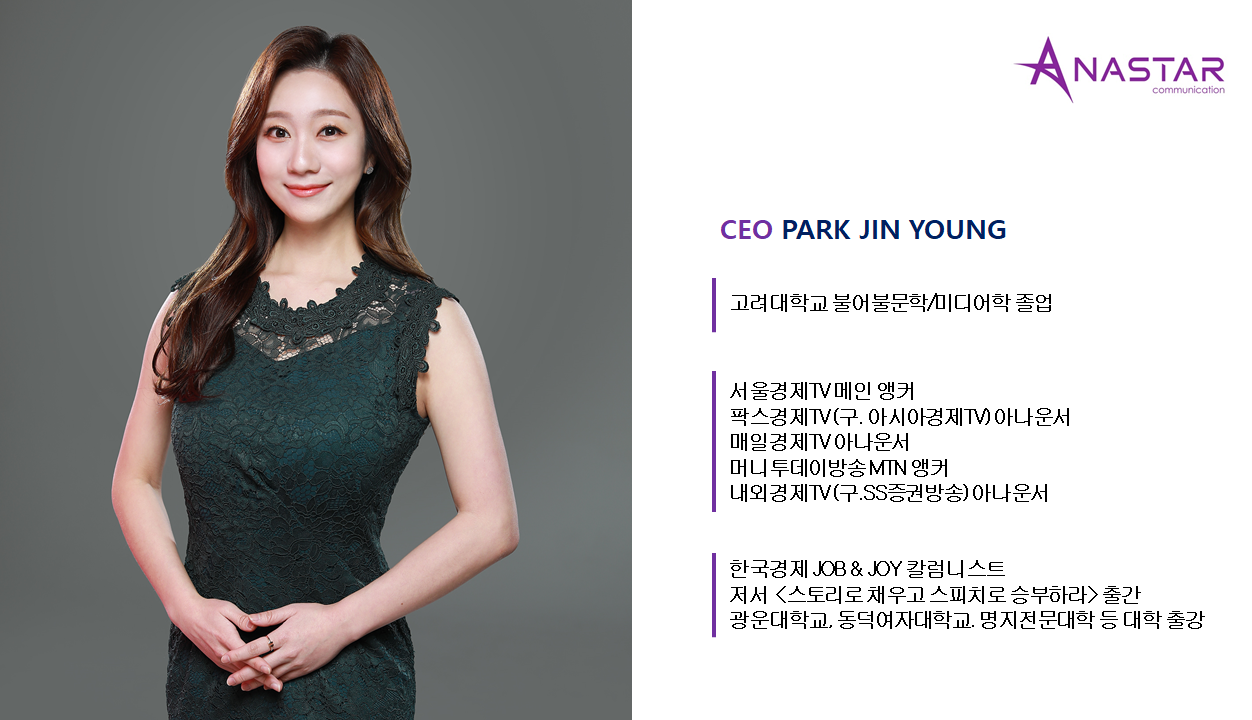 ANASTAR
communication
CEO PARK JIN YOUNG
고려대학교 불어불문학/미디어학 졸업
서울경제TV 메인 앵커
팍스경제TV (구. 아시아경제TV) 아나운서
매일경제TV 아나운서
머니투데이방송 MTN 앵커
내외경제TV (구.SS증권방송) 아나운서
한국경제 JOB & JOY 칼럼니스트
저서 <스토리로 채우고 스피치로 승부하라> 출간
광운대학교, 동덕여자대학교. 명지전문대학 등 대학 출강